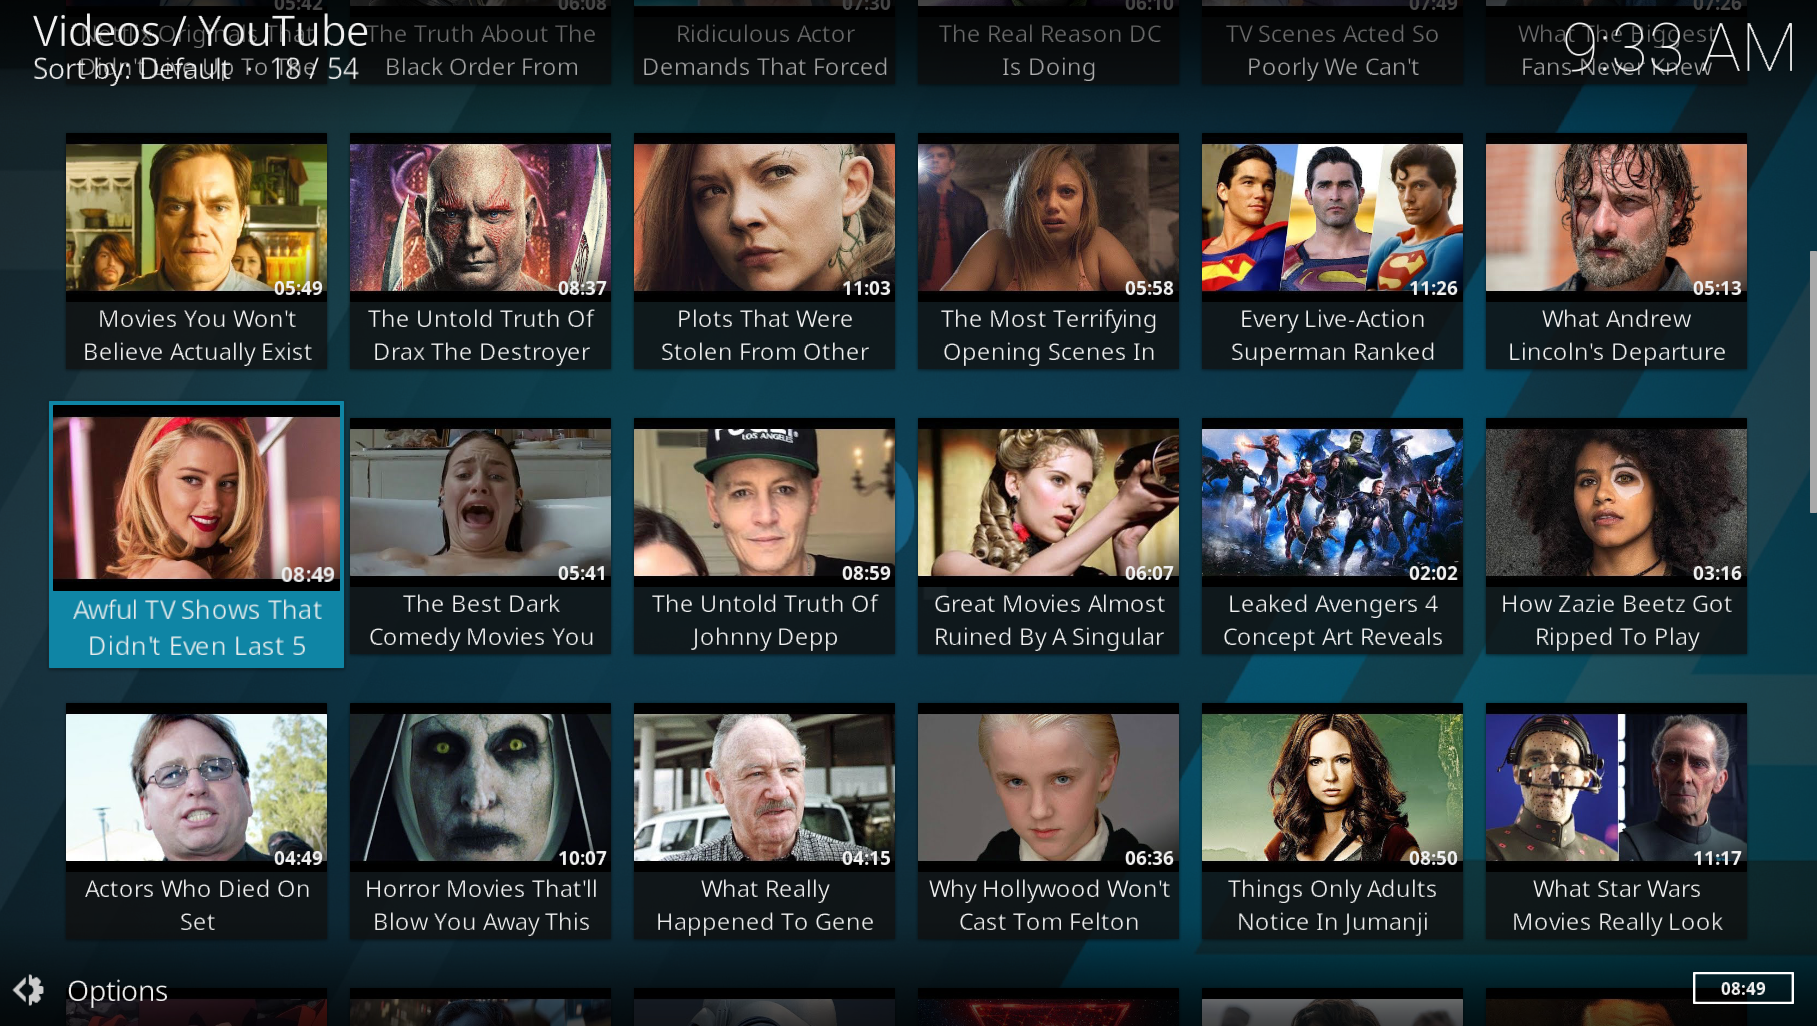 05:42
06:08
07:30
06:10
07:49
07:26
Videos / YouTube
Sort by: Default · 18 / 54
9:33 AM
Netflix Originals That
Didn't Live Up To The
The Truth About The
Black Order From
Ridiculous Actor
Demands That Forced
The Real Reason DC
Is Doing
TV Scenes Acted So
Poorly We Can't
What The Biggest
Fans Never Knew
05:49
Movies You Won't
Believe Actually Exist
08:37
The Untold Truth Of
Drax The Destroyer
11:03
Plots That Were
Stolen From Other
05:58
The Most Terrifying
Opening Scenes In
11:26
Every Live-Action
Superman Ranked
05:13
What Andrew
Lincoln's Departure
08:49
Awful TV Shows That
Didn't Even Last 5
05:41
The Best Dark
Comedy Movies You
LOS ANGELES
08:59
The Untold Truth Of
Johnny Depp
06:07
Great Movies Almost
Ruined By A Singular
02:02
Leaked Avengers 4
Concept Art Reveals
03:16
How Zazie Beetz Got
Ripped To Play
04:49
Actors Who Died On
Set
10:07
Horror Movies That'll
Blow You Away This
04:15
What Really
Happened To Gene
06:36
Why Hollywood Won't
Cast Tom Felton
08:50
Things Only Adults
Notice In Jumanji
11:17
What Star Wars
Movies Really Look
Options
08:49